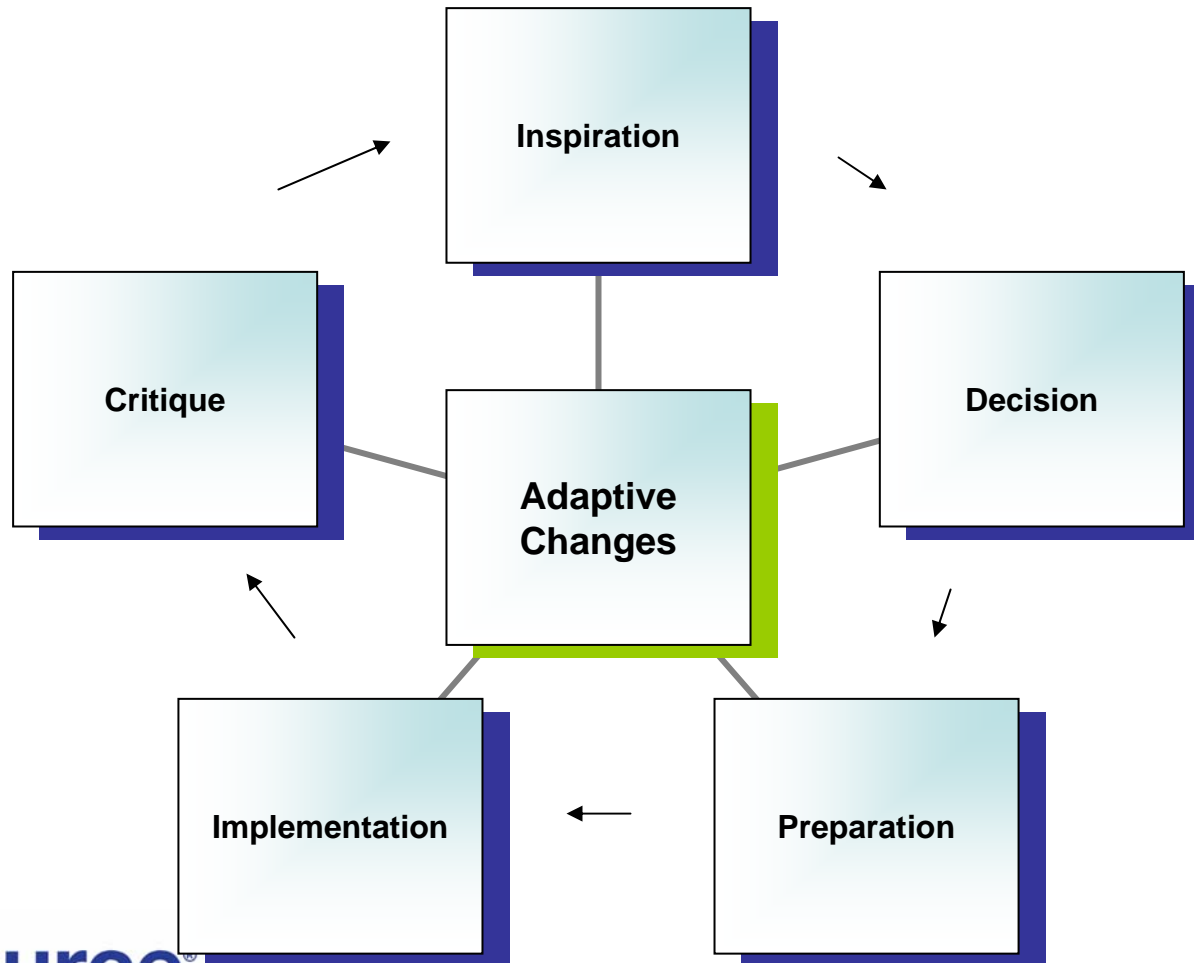 Inspiration
Decision
Preparation
Implementation
Critique
Adaptive
Changes